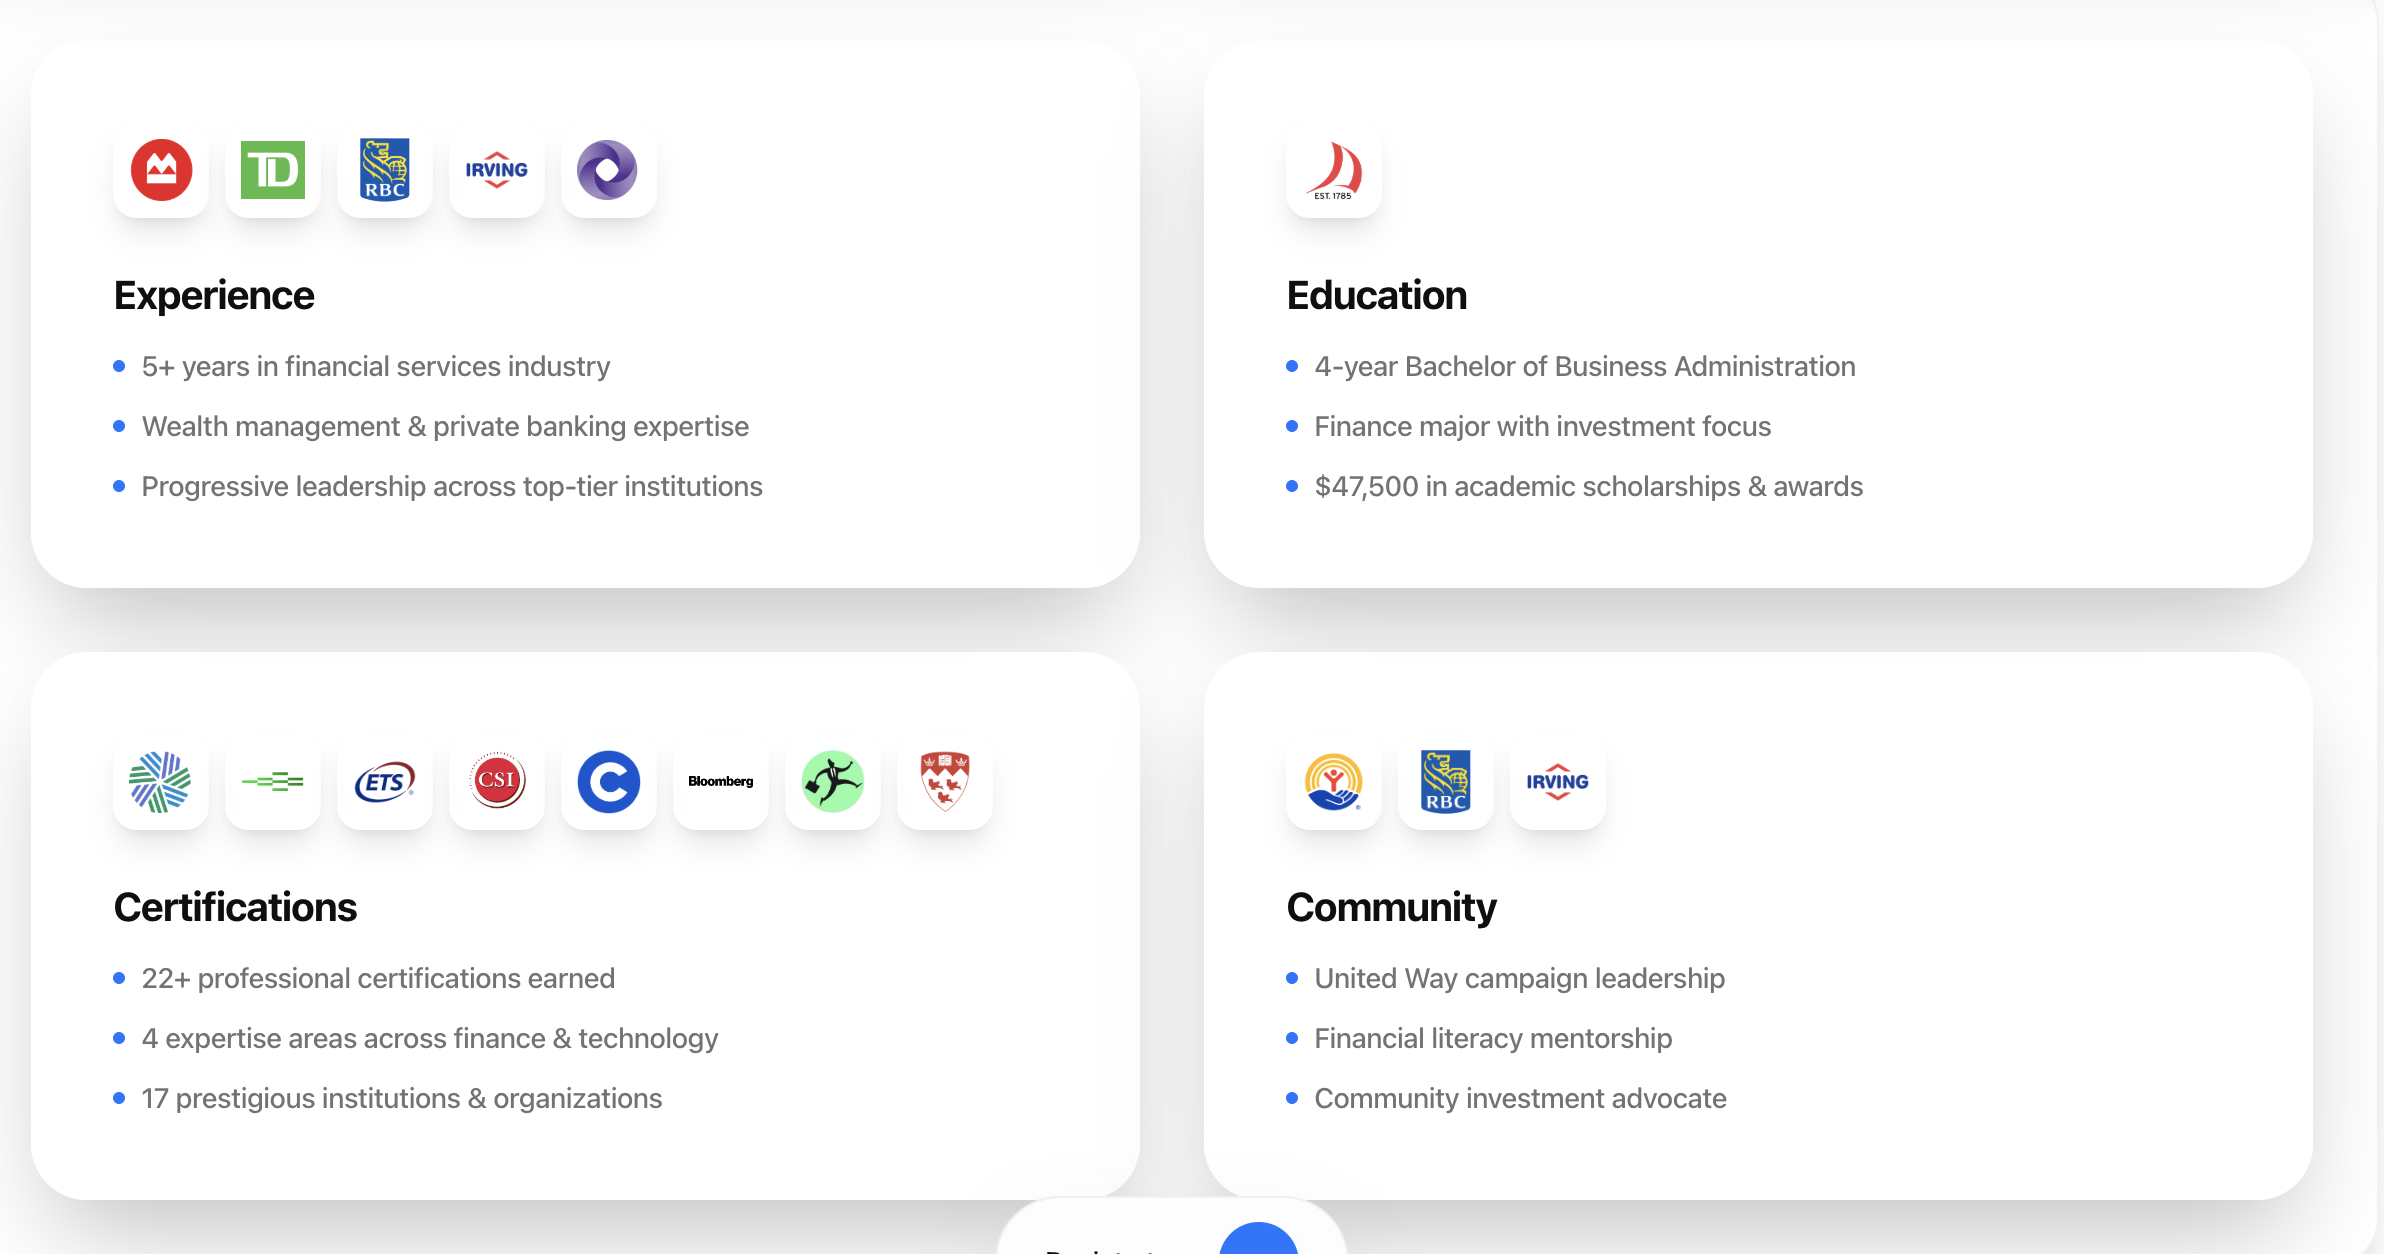 TD
RBC
IRVING
Experience
5+ years in financial services industry
Wealth management & private banking expertise
Progressive leadership across top-tier institutions
EST. 1785
Education
4-year Bachelor of Business Administration
Finance major with investment focus
$47,500 in academic scholarships & awards
ETS
CSI
C
Bloomberg
Certifications
22+ professional certifications earned
4 expertise areas across finance & technology
17 prestigious institutions & organizations
RBC
IRVING
Community
United Way campaign leadership
Financial literacy mentorship
Community investment advocate